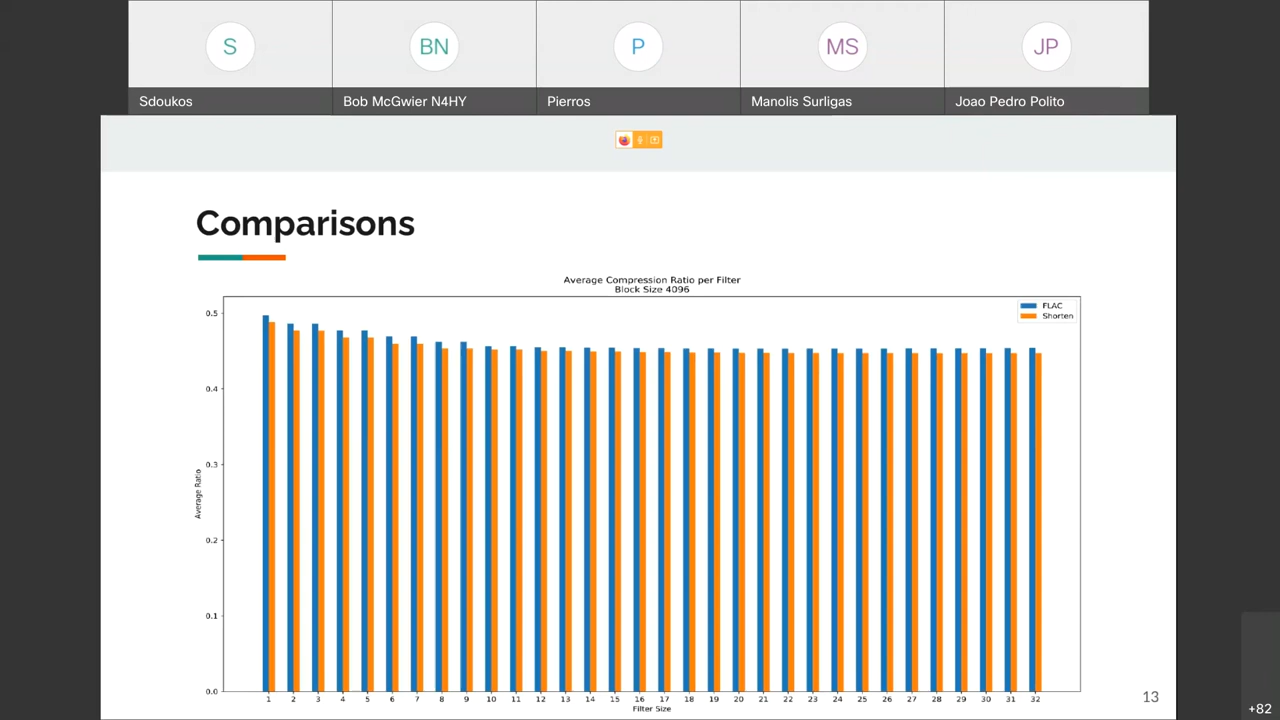 S
BN
P
MS
JP
Sdoukos
Bob McGwier N4HY
Pierros
Manolis Surligas
Joao Pedro Polito
Comparisons
Average Compression Ratio per Filter
Block Size 4096
FLAC
Shorten
0.5
0.4
0.3
0.2
0.1
0.0
Average Ratio
1 2 3 4 5 6 7 8 9 10 11 12 13 14 15 16 17 18 19 20 21 22 23 24 25 26 27 28 29 30 31 32
Filter Size
13
+82